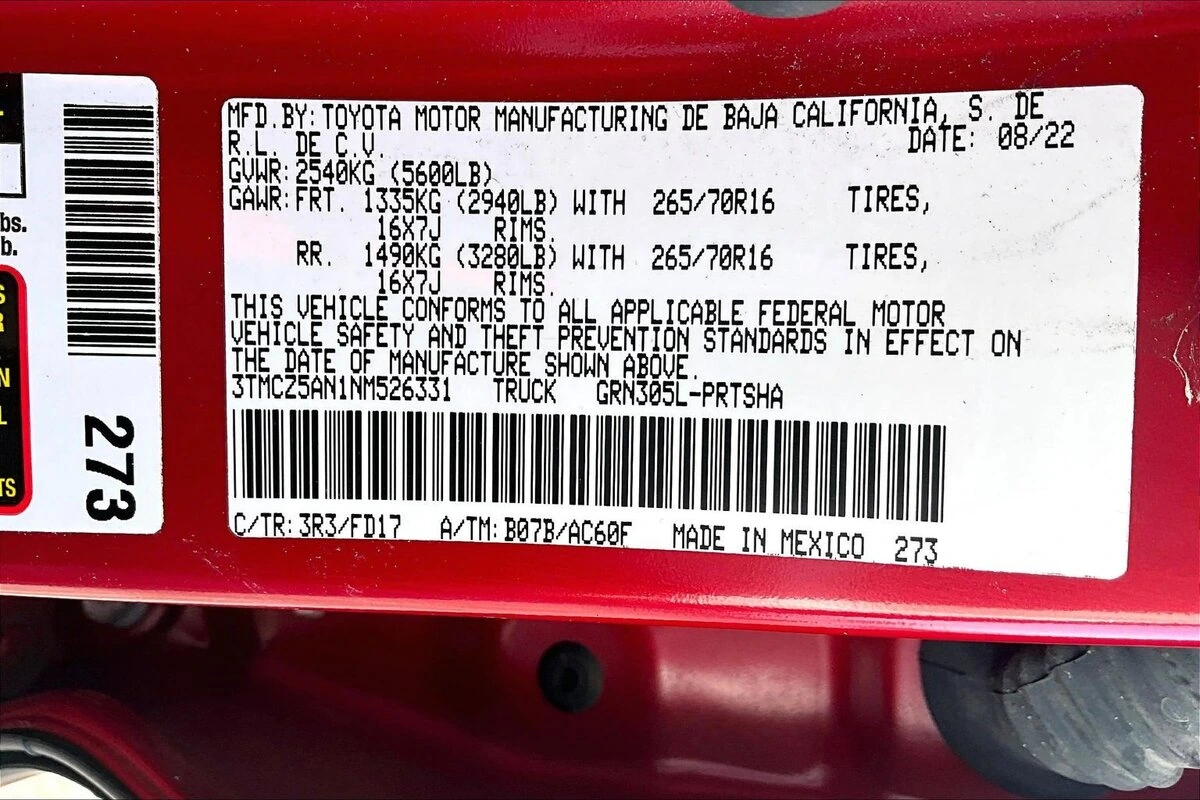 bs.
b.
S
R
N
L
TS
273
MFD.BY:TOYOTA MOTOR MANUFACTURING DE BAJA CALIFORNIA, S. DE
R.L. DE C.V. DATE: 08/22
GVWR:2540KG (5600LB)
GAWR:FRT. 1335KG (2940LB) WITH 265/70R16 TIRES,
16X7J RIMS.
RR. 1490KG (3280LB) WITH 265/70R16 TIRES,
16X7J RIMS.
THIS VEHICLE CONFORMS TO ALL APPLICABLE FEDERAL MOTOR
VEHICLE SAFETY AND THEFT PREVENTION STANDARDS IN EFFECT ON
THE DATE OF MANUFACTURE SHOWN ABOVE.
3TMCZ5AN1NM526331 TRUCK GRN305L-PRTSHA
C/TR:3R3/FD17 A/TM:B07B/AC60F MADE IN MEXICO 273